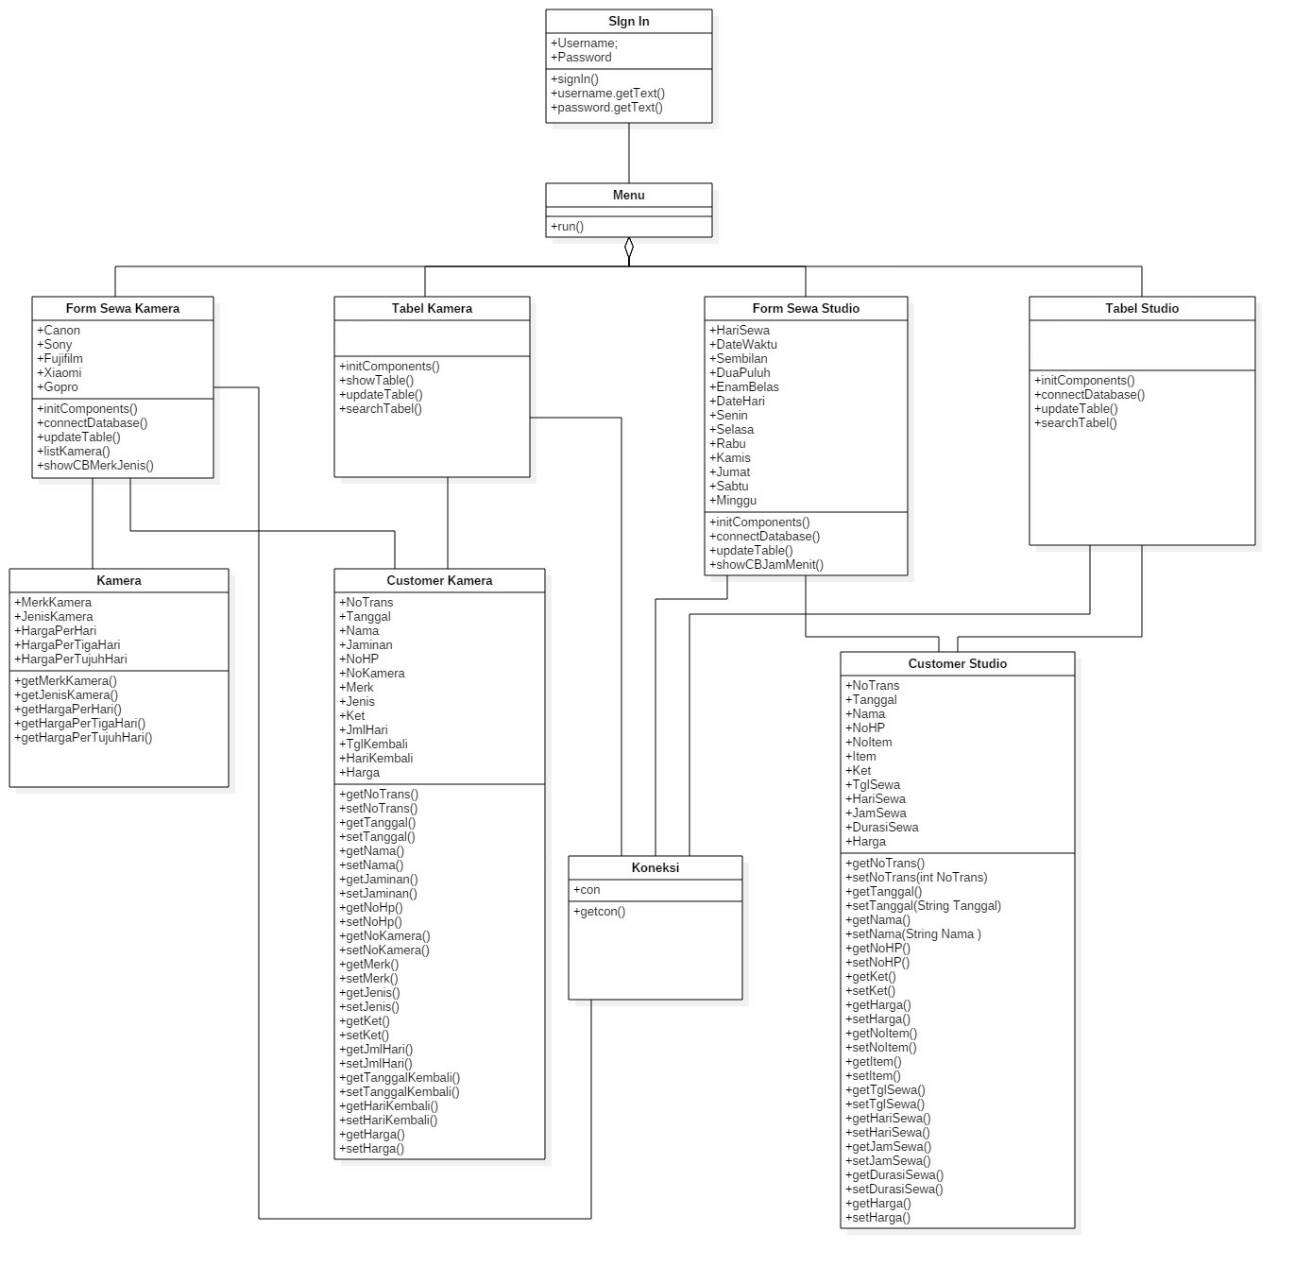 SIgn In
+Username;
+Password
+signIn()
+username.getText()
+password.getText()
Menu
+run()
Form Sewa Kamera
+Canon
+Sony
+Fujifilm
+Xiaomi
+Gopro
+initComponents()
+connectDatabase()
+updateTable()
+listKamera()
+showCBMerkJenis()
Tabel Kamera
+initComponents()
+showTable()
+updateTable()
+searchTabel()
Form Sewa Studio
+HariSewa
+DateWaktu
+Sembilan
+DuaPuluh
+EnamBelas
+DateHari
+Senin
+Selasa
+Rabu
+Kamis
+Jumat
+Sabtu
+Minggu
+initComponents()
+connectDatabase()
+updateTable()
+showCBJamMenit()
Tabel Studio
+initComponents()
+connectDatabase()
+updateTable()
+searchTabel()
Kamera
+MerkKamera
+JenisKamera
+HargaPerHari
+HargaPerTigaHari
+HargaPerTujuhHari
+getMerkKamera()
+getJenisKamera()
+getHargaPerHari()
+getHargaPerTigaHari()
+getHargaPerTujuhHari()
Customer Kamera
+NoTrans
+Tanggal
+Nama
+Jaminan
+NoHP
+NoKamera
+Merk
+Jenis
+Ket
+JmlHari
+TglKembali
+HariKembali
+Harga
+getNoTrans()
+setNoTrans()
+getTanggal()
+setTanggal()
+getNama()
+setNama()
+getJaminan()
+setJaminan()
+getNoHp()
+setNoHp()
+getNoKamera()
+setNoKamera()
+getMerk()
+setMerk()
+getJenis()
+setJenis()
+getKet()
+setKet()
+getJmlHari()
+setJmlHari()
+getTanggalKembali()
+setTanggalKembali()
+getHariKembali()
+setHariKembali()
+getHarga()
+setHarga()
Koneksi
+con
+getcon()
Customer Studio
+NoTrans
+Tanggal
+Nama
+NoHP
+NoItem
+Item
+Ket
+TglSewa
+HariSewa
+JamSewa
+DurasiSewa
+Harga
+getNoTrans()
+setNoTrans(int NoTrans)
+getTanggal()
+setTanggal(String Tanggal)
+getNama()
+setNama(String Nama )
+getNoHP()
+setNoHP()
+getKet()
+setKet()
+getHarga()
+setHarga()
+getNoItem()
+setNoItem()
+getItem()
+setItem()
+getTglSewa()
+setTglSewa()
+getHariSewa()
+setHariSewa()
+getJamSewa()
+setJamSewa()
+getDurasiSewa()
+setDurasiSewa()
+getHarga()
+setHarga()